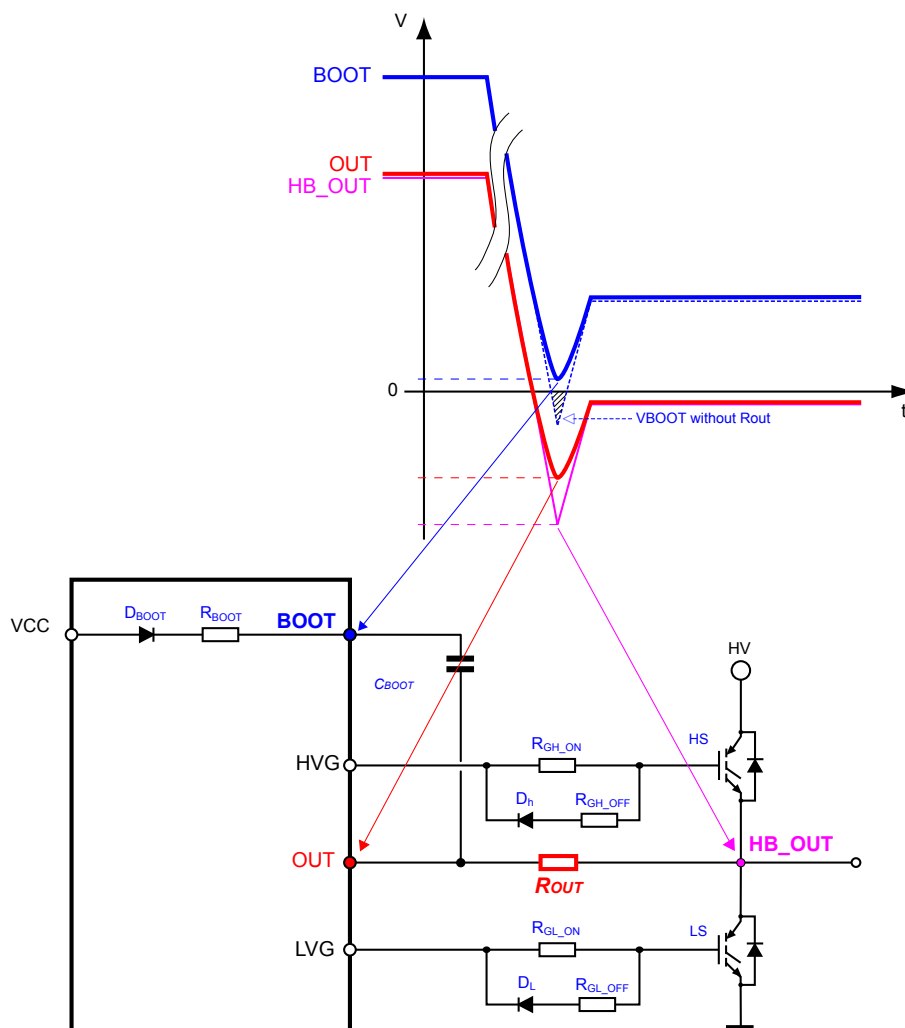 V
BOOT
OUT
HB_OUT
0
t
VBOOT without Rout
VCC
DBOOT
RBOOT
BOOT
CBOOT
HV
HVG
RGH_ON
HS
Dh
RGH_OFF
OUT
ROUT
HB_OUT
LVG
RGL_ON
LS
DL
RGL_OFF